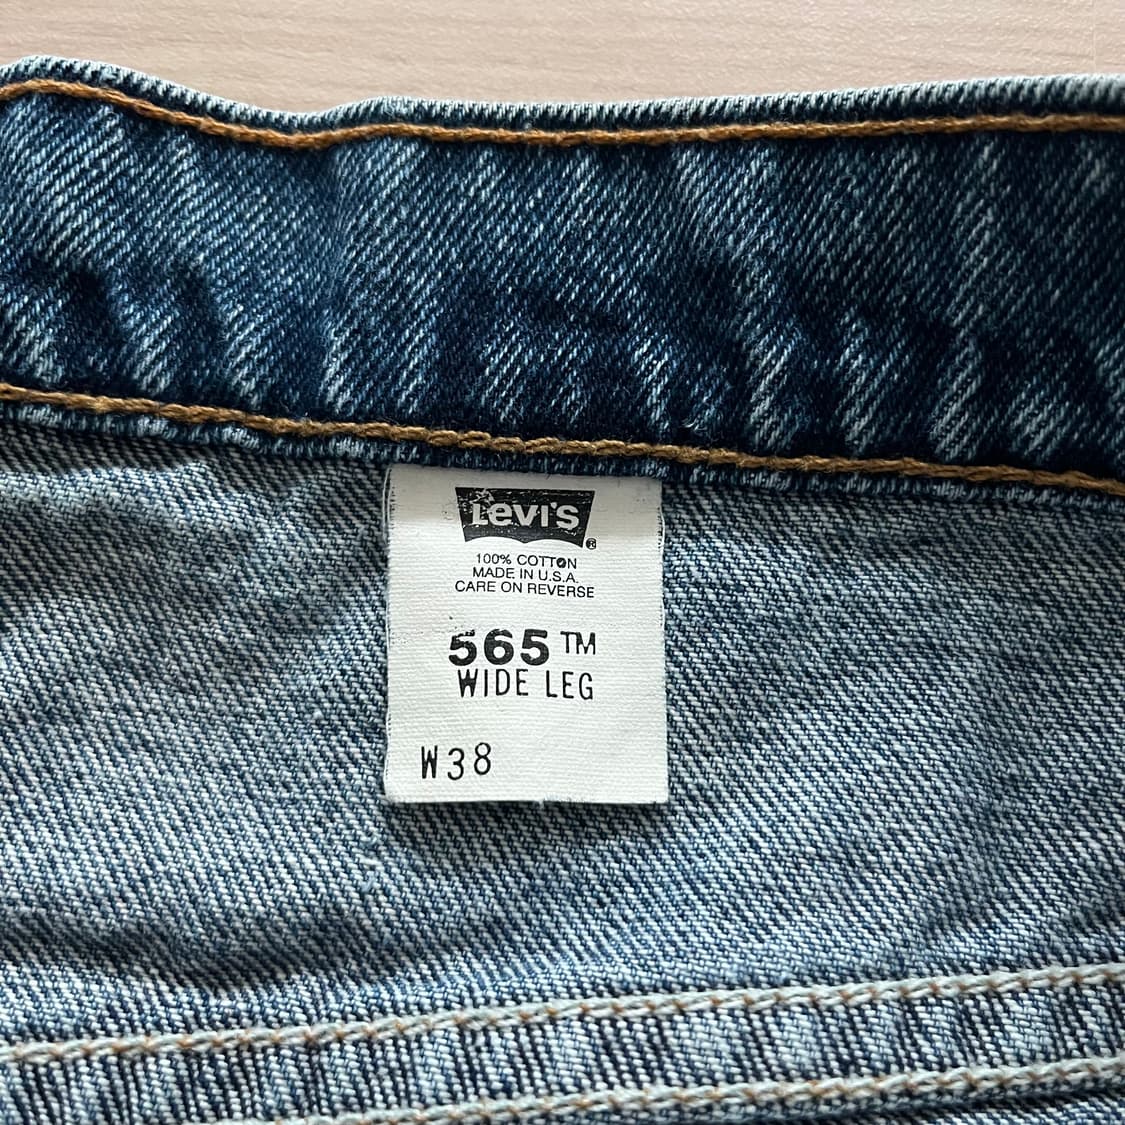 Levi's ®
100% COTTON
MADE IN U.S.A.
CARE ON REVERSE
565 ™
WIDE LEG
W38